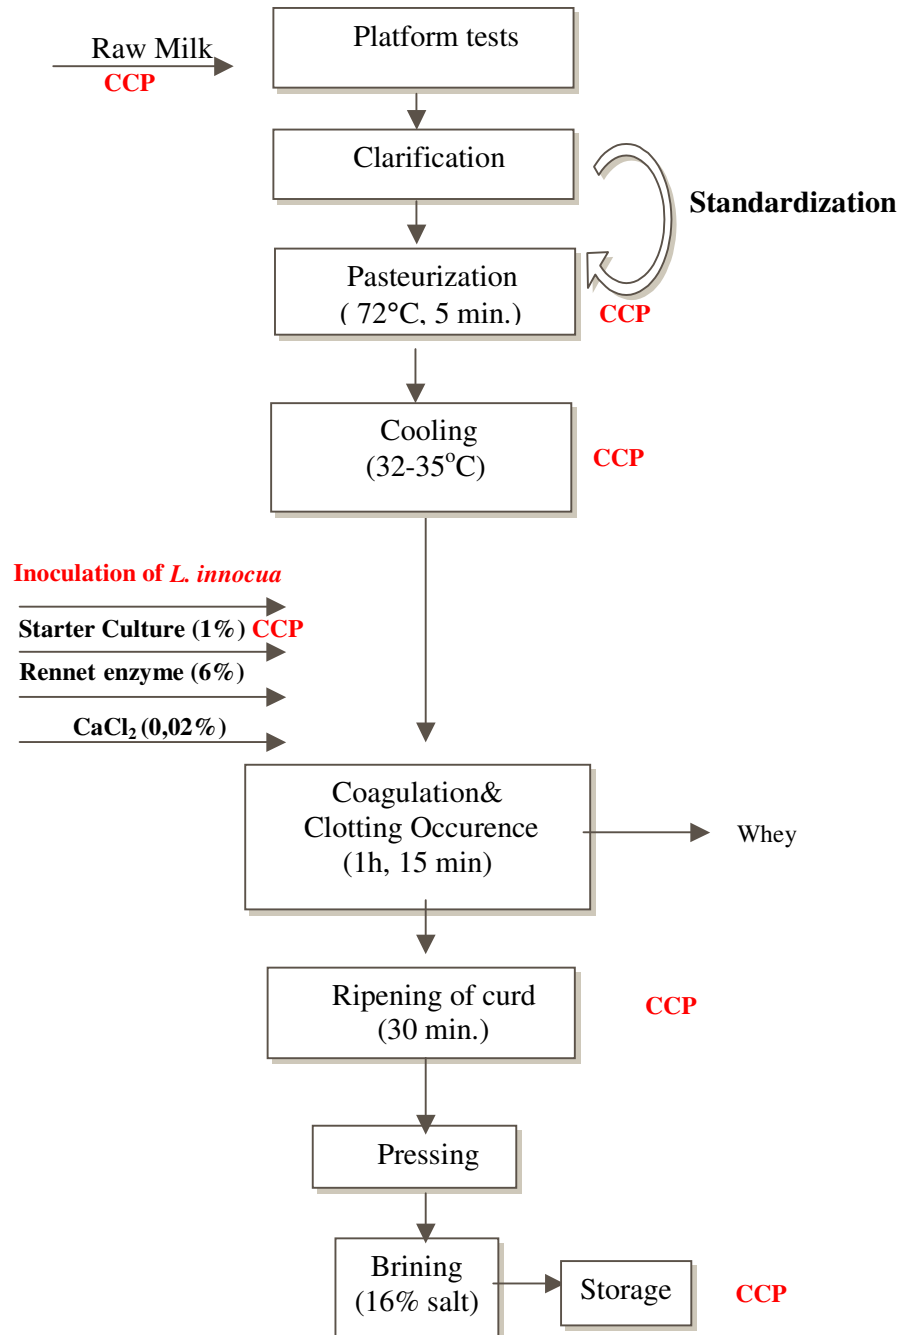 Platform tests
Raw Milk
CCP
Clarification
Standardization
Pasteurization
( 72°C, 5 min.)
CCP
Cooling
(32-35°C)
CCP
Inoculation of L. innocua
Starter Culture (1%) CCP
Rennet enzyme (6%)
CaCl₂ (0,02%)
Coagulation&
Clotting Occurence
(1h, 15 min)
Whey
Ripening of curd
(30 min.)
CCP
Pressing
Brining
(16% salt)
Storage
CCP